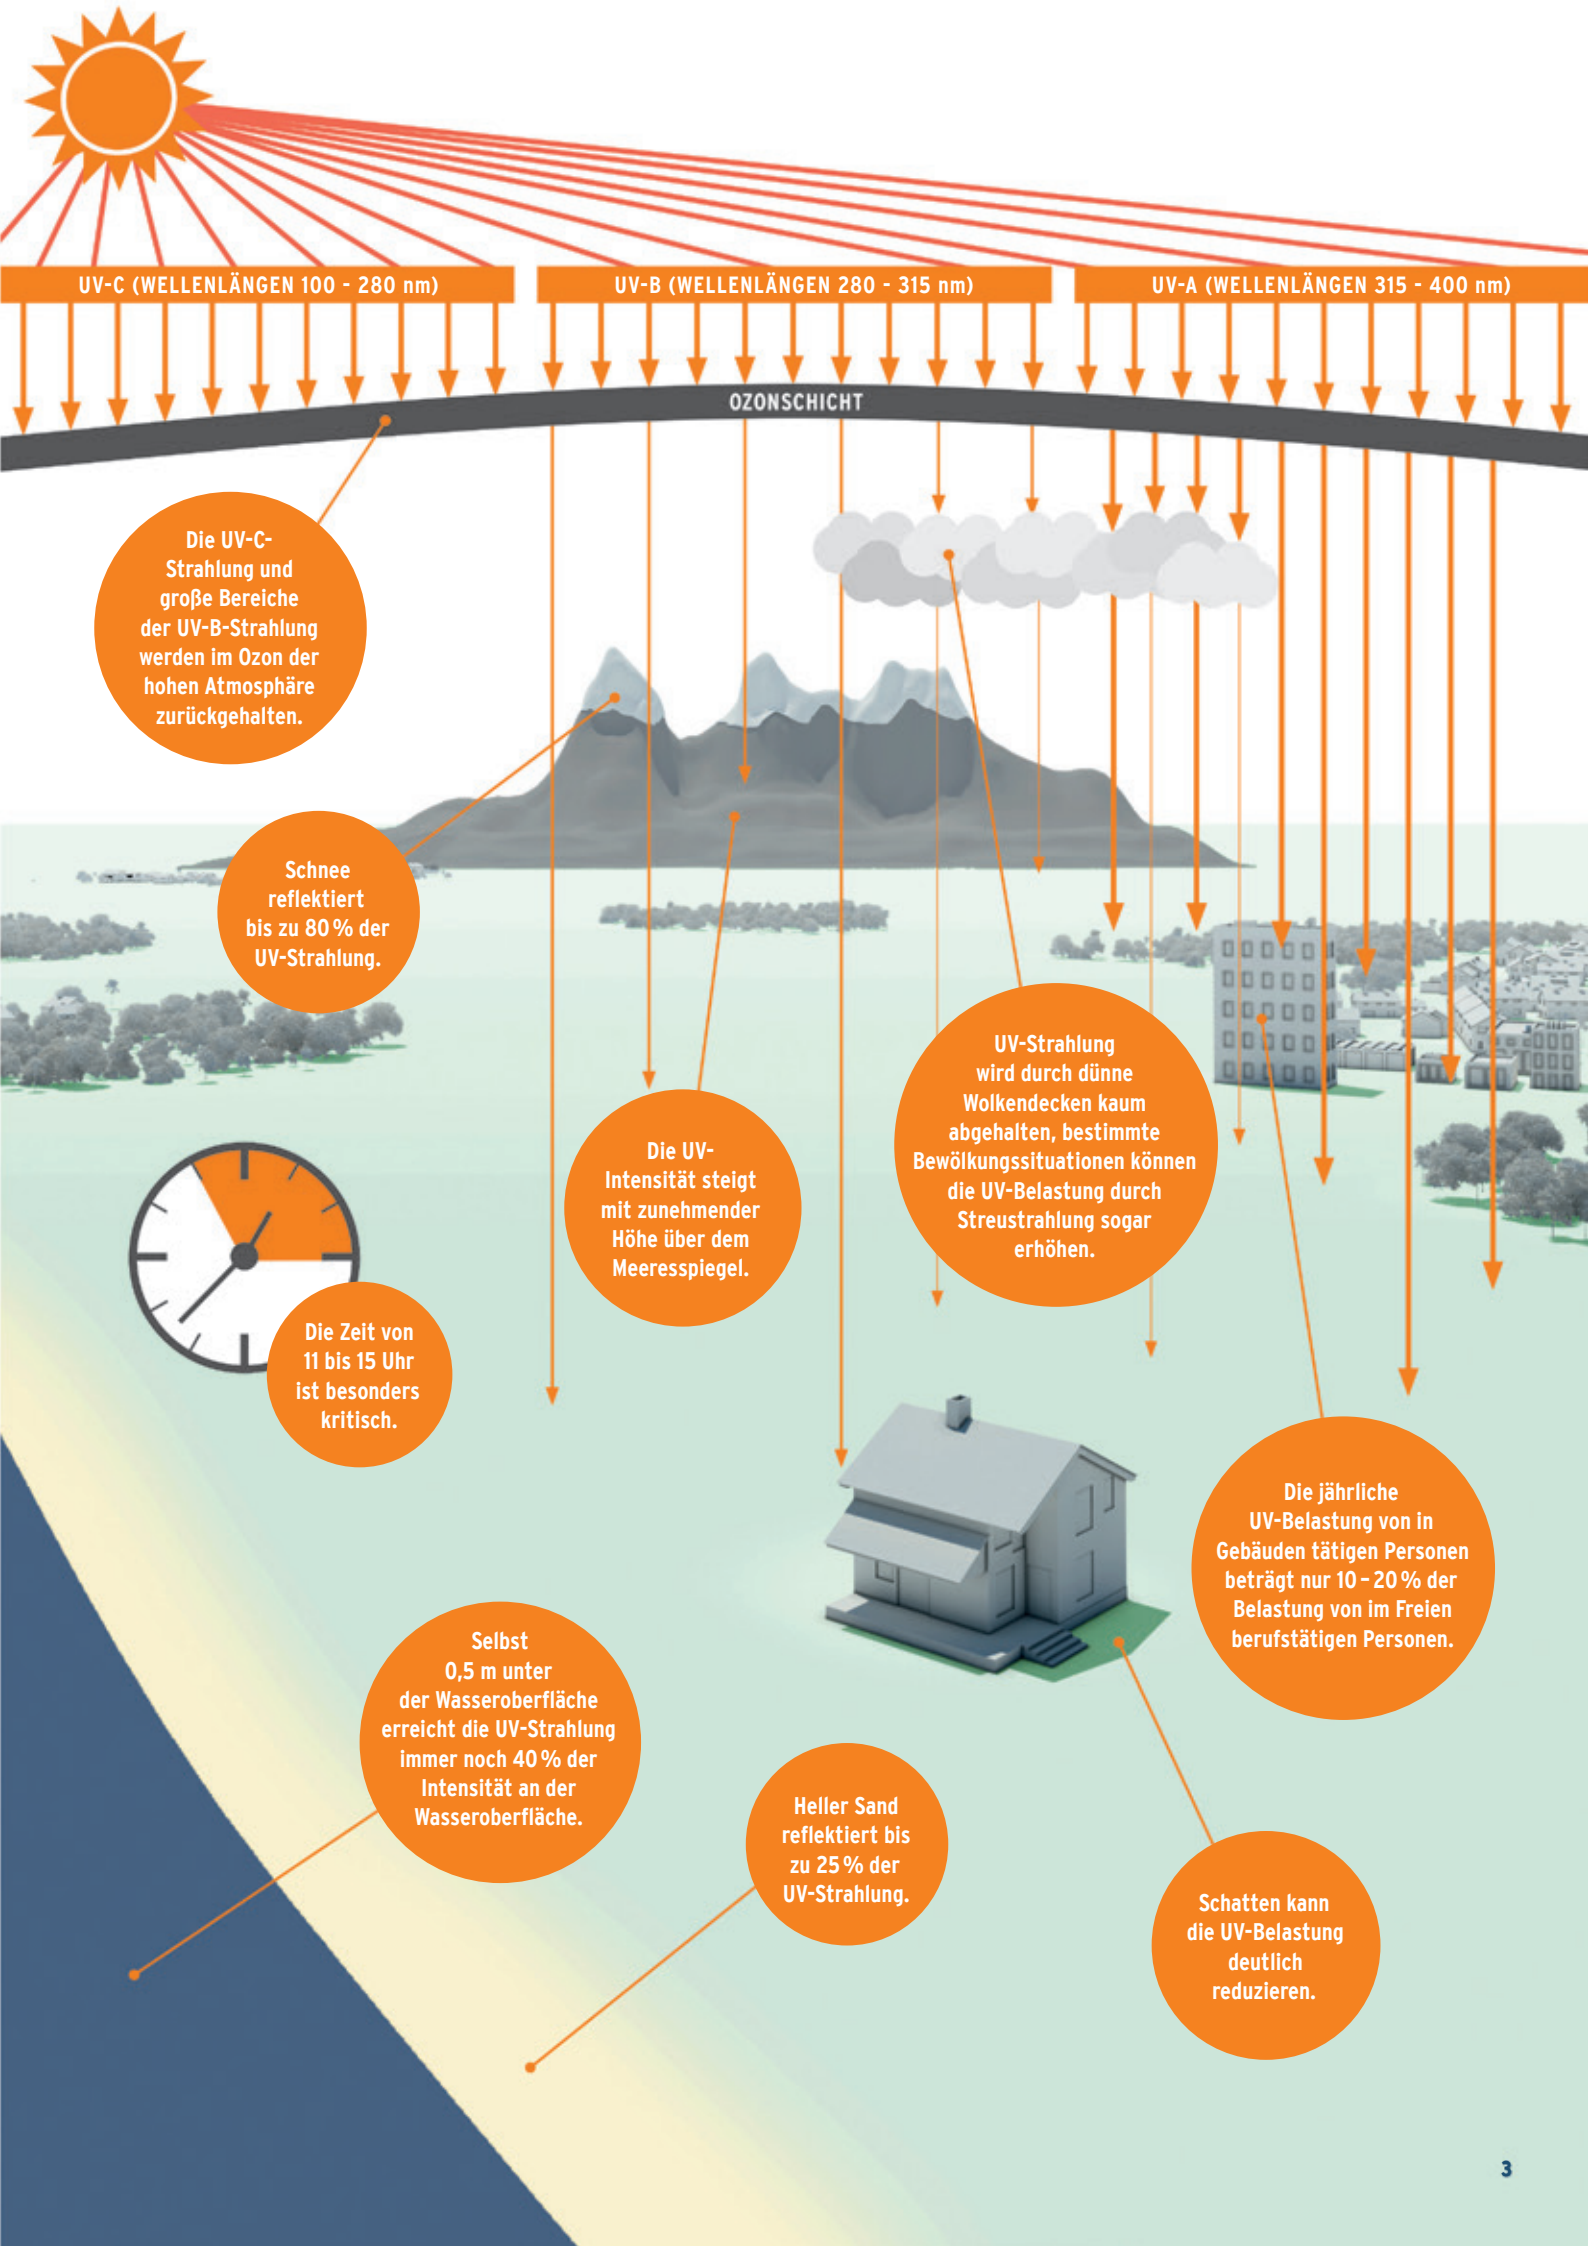 UV-C (WELLENLÄNGEN 100 - 280 nm)
UV-B (WELLENLÄNGEN 280 - 315 nm)
UV-A (WELLENLÄNGEN 315 - 400 nm)
OZONSCHICHT
Die UV-C-
Strahlung und
große Bereiche
der UV-B-Strahlung
werden im Ozon der
hohen Atmosphäre
zurückgehalten.
Schnee
reflektiert
bis zu 80 % der
UV-Strahlung.
UV-Strahlung
wird durch dünne
Wolkendecken kaum
abgehalten, bestimmte
Bewölkungssituationen können
die UV-Belastung durch
Streustrahlung sogar
erhöhen.
Die UV-
Intensität steigt
mit zunehmender
Höhe über dem
Meeresspiegel.
Die Zeit von
11 bis 15 Uhr
ist besonders
kritisch.
Die jährliche
UV-Belastung von in
Gebäuden tätigen Personen
beträgt nur 10 – 20 % der
Belastung von im Freien
berufstätigen Personen.
Selbst
0,5 m unter
der Wasseroberfläche
erreicht die UV-Strahlung
immer noch 40 % der
Intensität an der
Wasseroberfläche.
Heller Sand
reflektiert bis
zu 25 % der
UV-Strahlung.
Schatten kann
die UV-Belastung
deutlich
reduzieren.
3